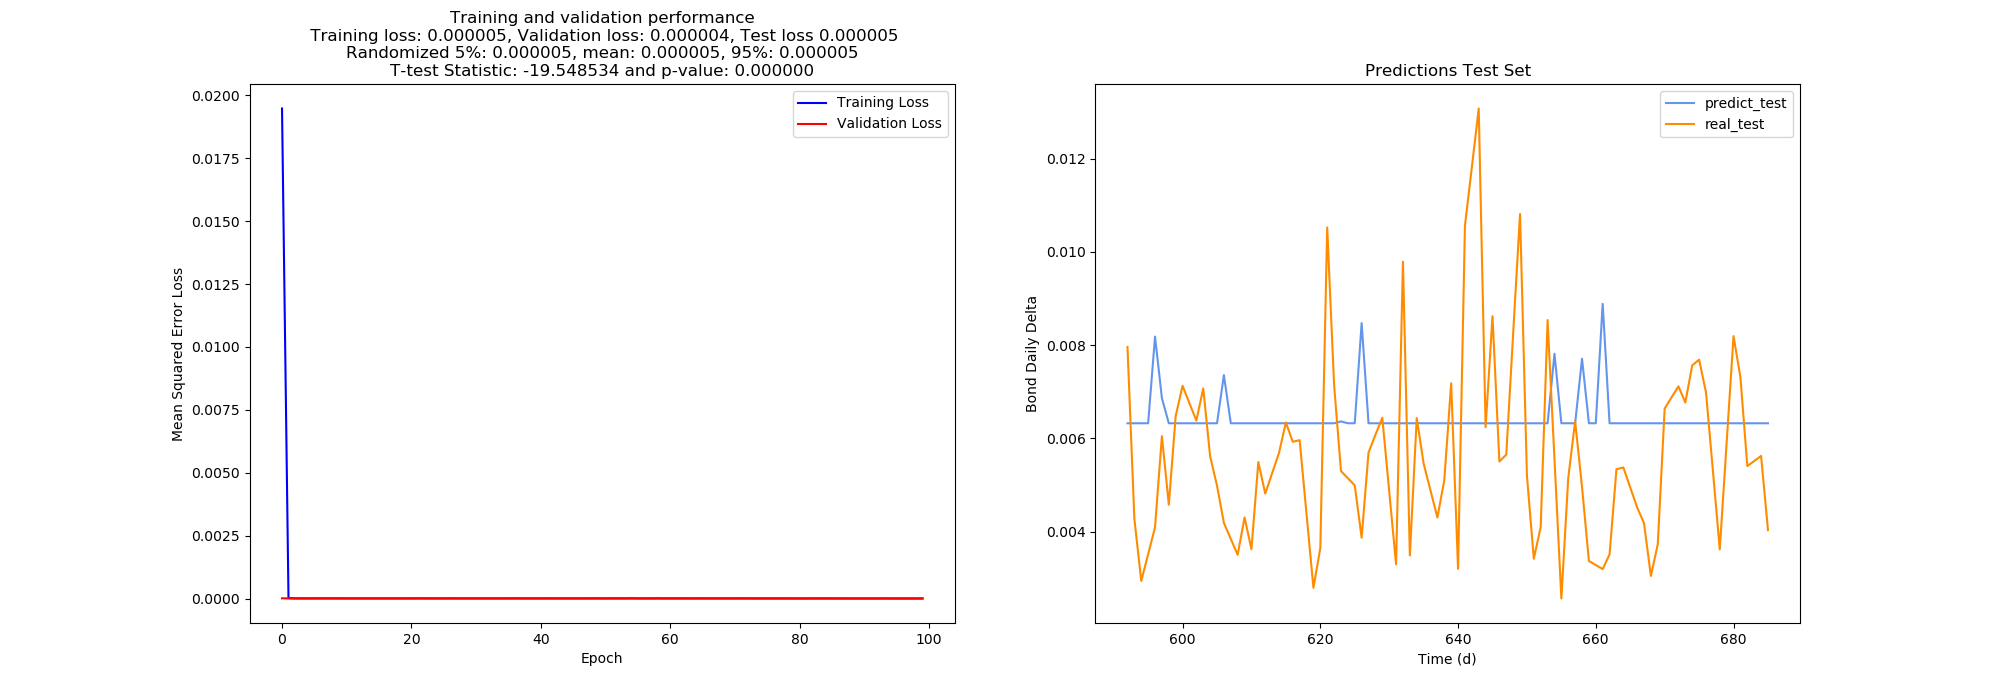 Training and validation performance
Training loss: 0.000005, Validation loss: 0.000004, Test loss 0.000005
Randomized 5%: 0.000005, mean: 0.000005, 95%: 0.000005
T-test Statistic: -19.548534 and p-value: 0.000000
Training Loss
Validation Loss
Mean Squared Error Loss
0.0200
0.0175
0.0150
0.0125
0.0100
0.0075
0.0050
0.0025
0.0000
0
20
40
60
80
100
Epoch
Predictions Test Set
predict_test
real_test
Bond Daily Delta
0.012
0.010
0.008
0.006
0.004
600
620
640
660
680
Time (d)